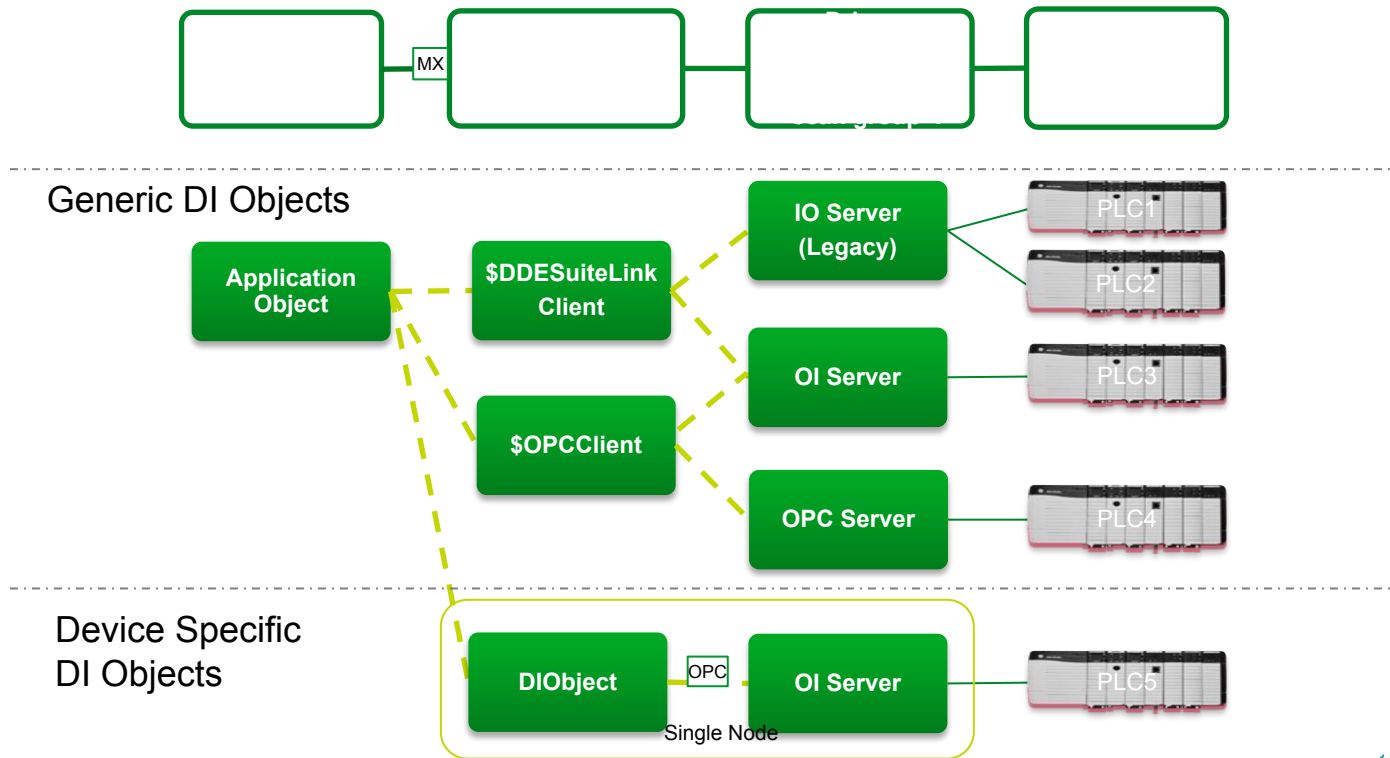 MX
Generic DI Objects
Application
Object
$DDESuiteLink
Client
$OPCClient
IO Server
(Legacy)
OI Server
OPC Server
PLC1
PLC2
PLC3
PLC4
Device Specific
DI Objects
DIObject
OPC
OI Server
Single Node
PLC5